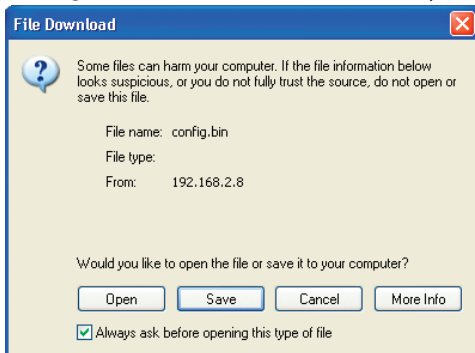 File Download
Some files can harm your computer. If the file information below
looks suspicious, or you do not fully trust the source, do not open or
save this file.
File name: config.bin
File type:
From: 192.168.2.8
Would you like to open the file or save it to your computer?
Open Save Cancel More Info
Always ask before opening this type of file